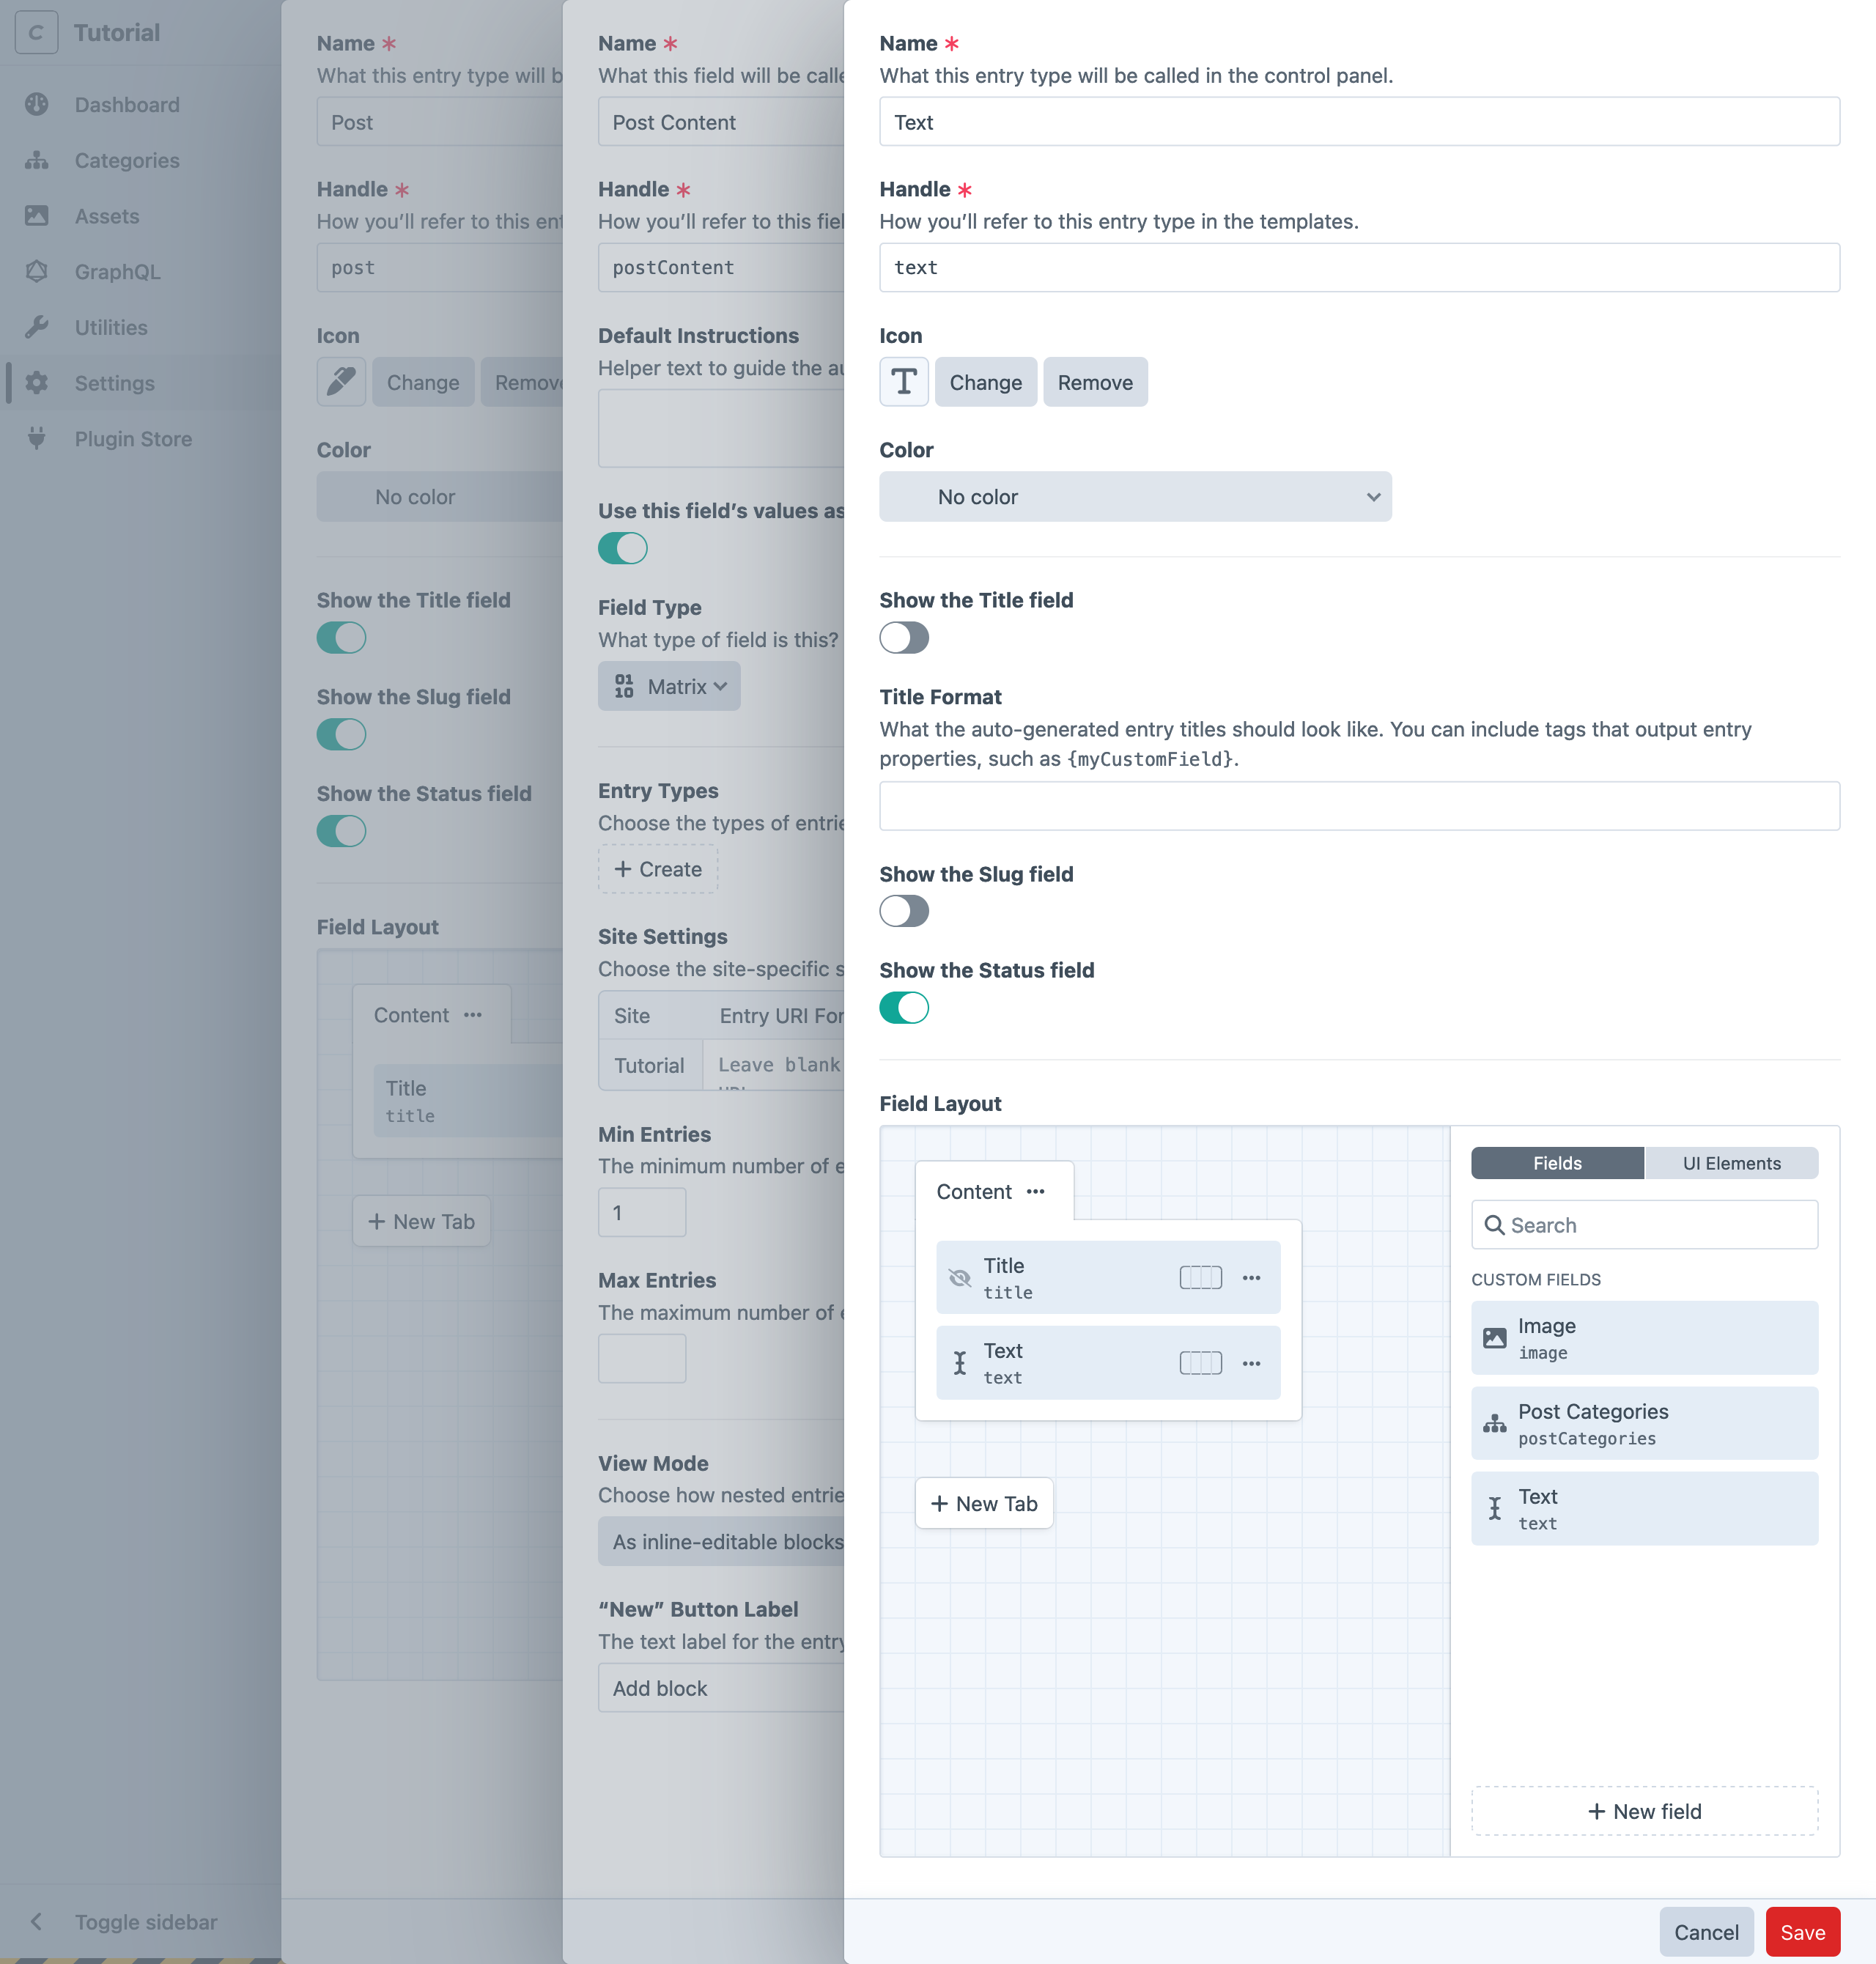 C
Tutorial
Dashboard
Categories
Assets
GraphQL
Utilities
Settings
Plugin Store
Toggle sidebar
Name *
What this entry type will b
Post
Handle *
How you’ll refer to this ent
post
Icon
Change
Remove
Color
No color
Show the Title field
Show the Slug field
Show the Status field
Field Layout
Content
Title
title
+ New Tab
Name *
What this field will be calle
Post Content
Handle *
How you’ll refer to this fiel
postContent
Default Instructions
Helper text to guide the au
Use this field’s values as
Field Type
What type of field is this?
Matrix
Entry Types
Choose the types of entrie
+ Create
Site Settings
Choose the site-specific s
Site
Entry URI For
Tutorial
Leave blank
Min Entries
The minimum number of e
1
Max Entries
The maximum number of e
View Mode
Choose how nested entrie
As inline-editable blocks
“New” Button Label
The text label for the entry
Add block
Name *
What this entry type will be called in the control panel.
Text
Handle *
How you’ll refer to this entry type in the templates.
text
Icon
T
Change
Remove
Color
No color
Show the Title field
Title Format
What the auto-generated entry titles should look like. You can include tags that output entry
properties, such as {myCustomField}.
Show the Slug field
Show the Status field
Field Layout
Content
Title
title
Text
text
+ New Tab
Fields
UI Elements
Search
CUSTOM FIELDS
Image
image
Post Categories
postCategories
Text
text
+ New field
Cancel
Save